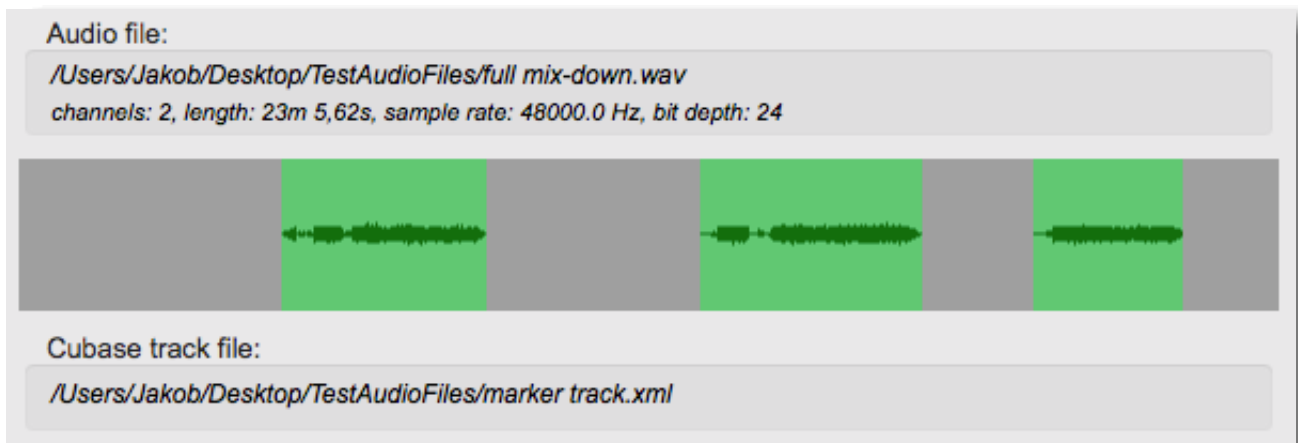 Audio file:
/Users/Jakob/Desktop/TestAudioFiles/full mix-down.wav
channels: 2, length: 23m 5,62s, sample rate: 48000.0 Hz, bit depth: 24
Cubase track file:
/Users/Jakob/Desktop/TestAudioFiles/marker track.xml